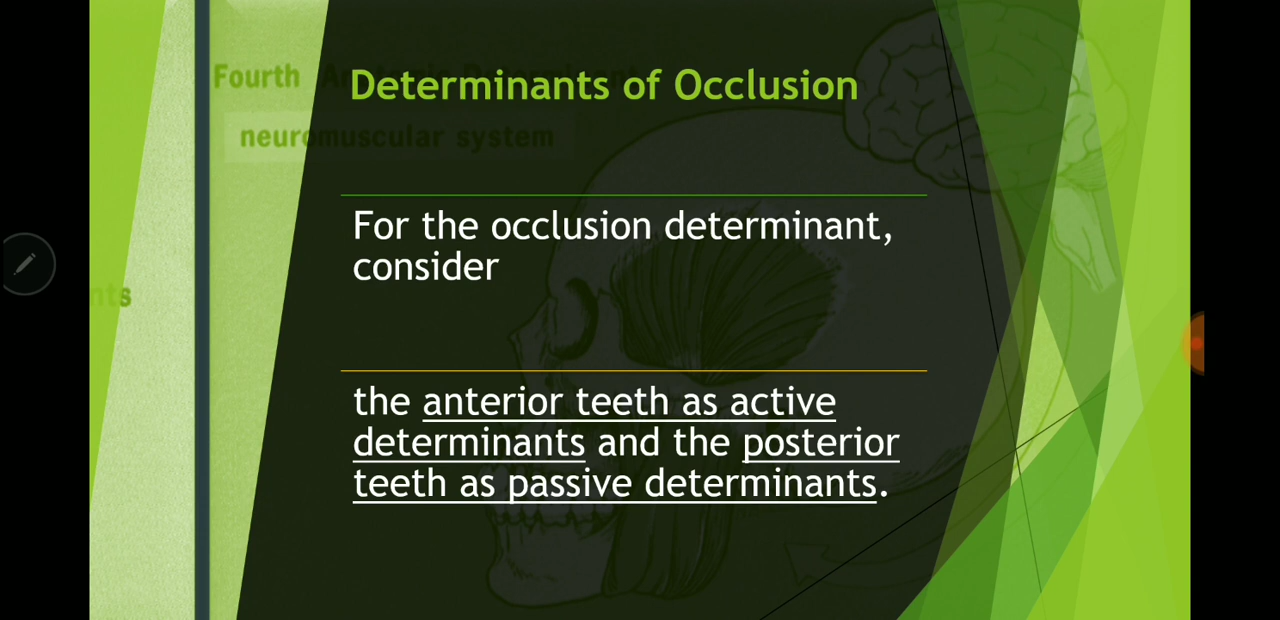 Determinants of Occlusion
Fourth
neuromuscular system
For the occlusion determinant,
consider
nts
the anterior teeth as active
determinants and the posterior
teeth as passive determinants.